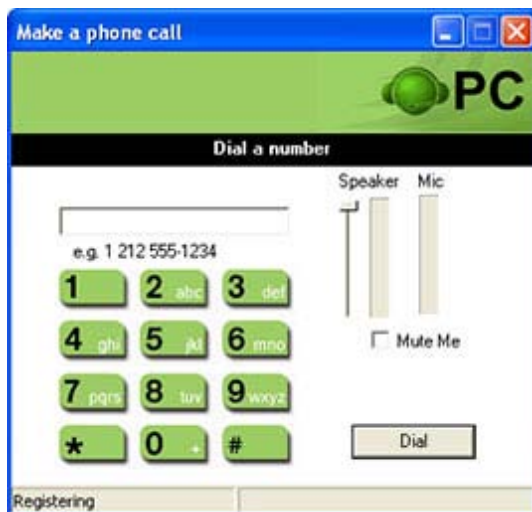 Make a phone call
PC
Dial a number
Speaker Mic
e.g. 1 212 555-1234
1 2 abc 3 def
4 ghi 5 jkl 6 mno
Mute Me
7 pqrs 8 tuv 9 wxyz
* 0 + #
Dial
Registering